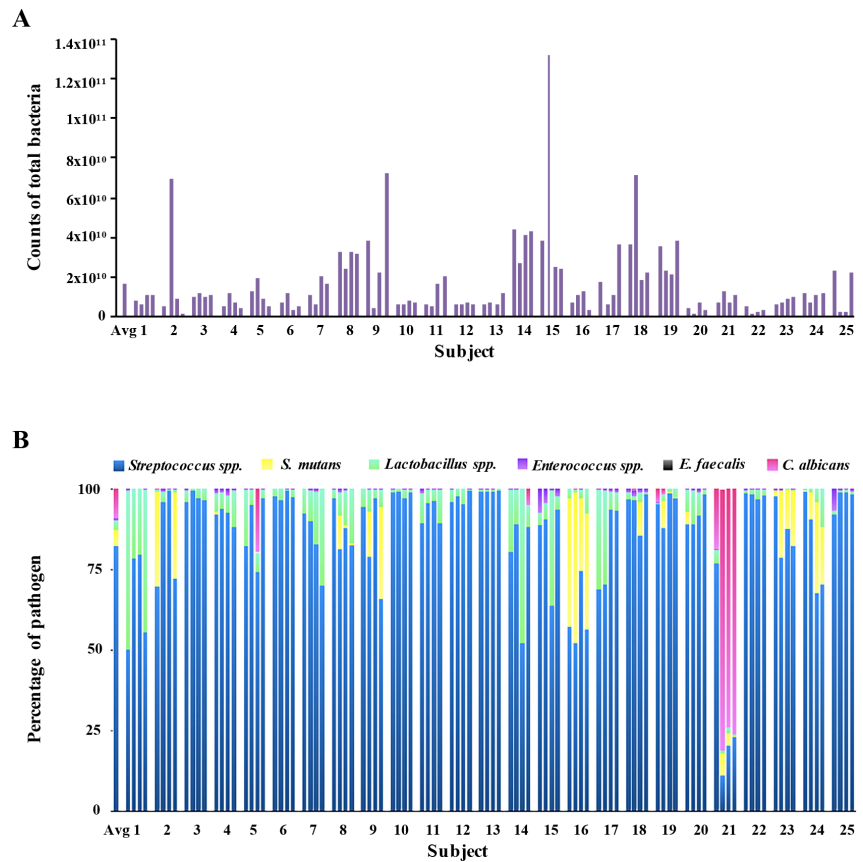 A
1.4x10¹¹
1.2x10¹¹
1x10¹¹
8x10¹⁰
6x10¹⁰
4x10¹⁰
2x10¹⁰
0
Counts of total bacteria
Avg 1 2 3 4 5 6 7 8 9 10 11 12 13 14 15 16 17 18 19 20 21 22 23 24 25
Subject
B
Streptococcus spp. S. mutans Lactobacillus spp. Enterococcus spp. E. faecalis C. albicans
100
75
50
25
0
Percentage of pathogen
Avg 1 2 3 4 5 6 7 8 9 10 11 12 13 14 15 16 17 18 19 20 21 22 23 24 25
Subject